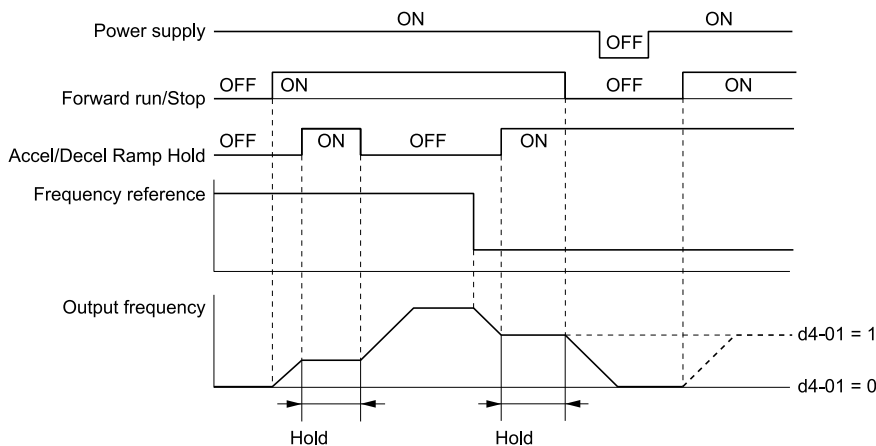 ON
ON
Power supply
OFF
OFF
ON
OFF
ON
Forward run/Stop
OFF
ON
OFF
ON
Accel/Decel Ramp Hold
Frequency reference
Output frequency
d4-01 = 1
d4-01 = 0
Hold
Hold